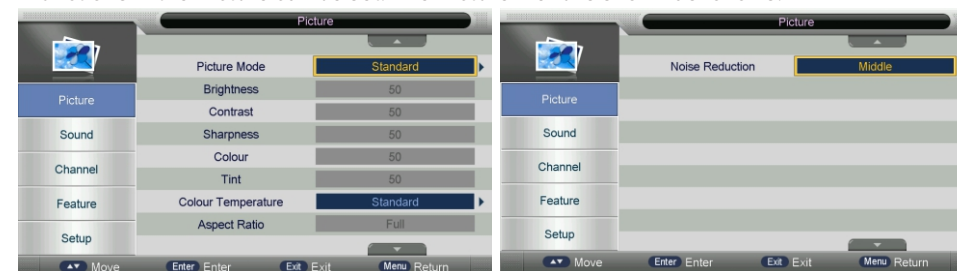 Picture
Picture Mode Standard
Brightness 50
Contrast 50
Sharpness 50
Colour 50
Tint 50
Colour Temperature Standard
Aspect Ratio Full
Picture
Sound
Channel
Feature
Setup
Move Enter Enter Exit Exit Menu Return
Picture
Noise Reduction Middle
Picture
Sound
Channel
Feature
Setup
Move Enter Enter Exit Exit Menu Return